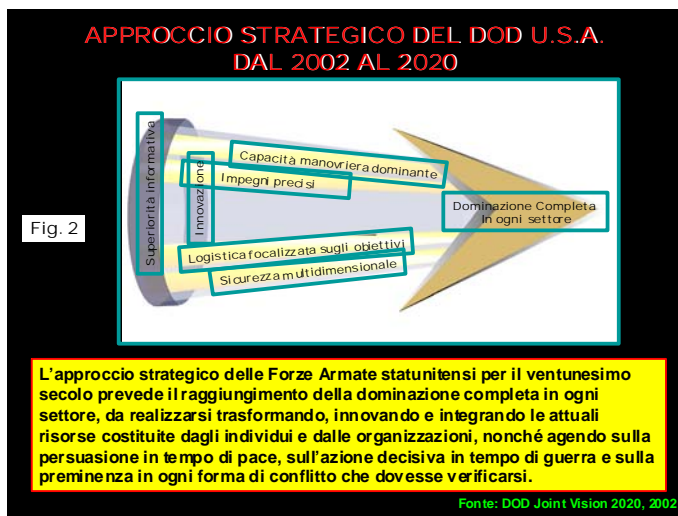 APPROCCIO STRATEGICO DEL DOD U.S.A.
DAL 2002 AL 2020
Fig. 2
Superiorità informativa
Innovazione
Capacità manovriera dominante
Impegni precisi
Logistica focalizzata sugli obiettivi
Sicurezza multidimensionale
Dominazione Completa
In ogni settore
L'approccio strategico delle Forze Armate statunitensi per il ventunesimo
secolo prevede il raggiungimento della dominazione completa in ogni
settore, da realizzarsi trasformando, innovando e integrando le attuali
risorse costituite dagli individui e dalle organizzazioni, nonché agendo sulla
persuasione in tempo di pace, sull'azione decisiva in tempo di guerra e sulla
preminenza in ogni forma di conflitto che dovesse verificarsi.
Fonte: DOD Joint Vision 2020, 2002